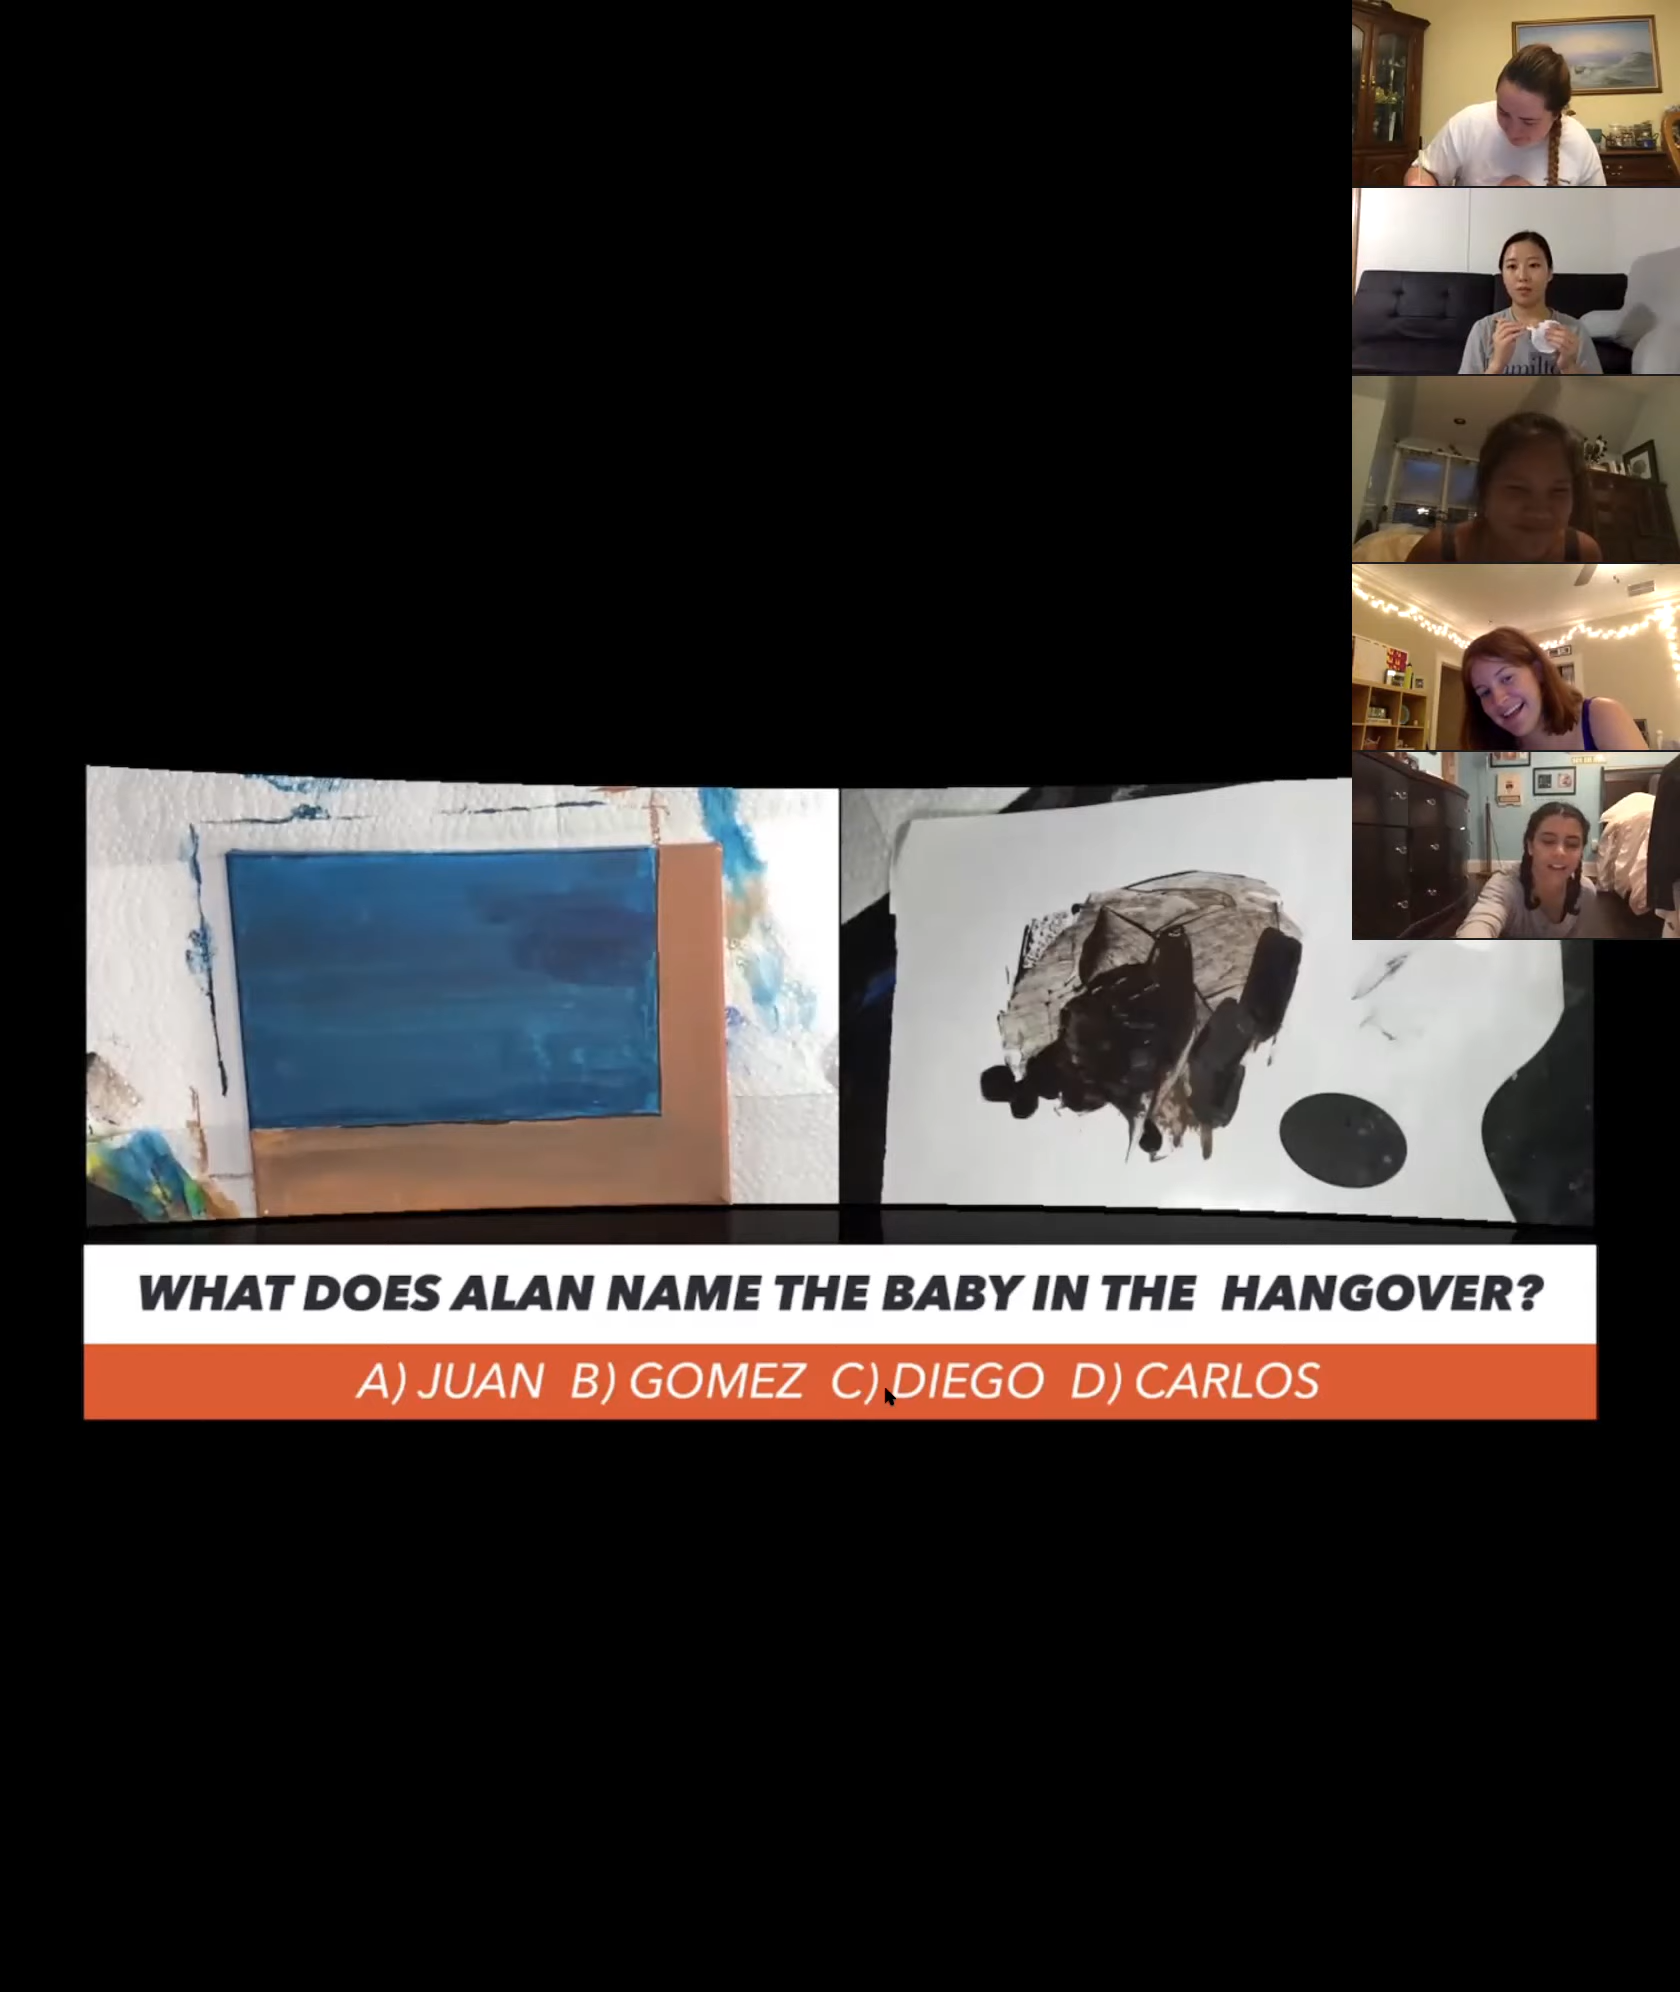 WHAT DOES ALAN NAME THE BABY IN THE HANGOVER?
A) JUAN B) GOMEZ C) DIEGO D) CARLOS